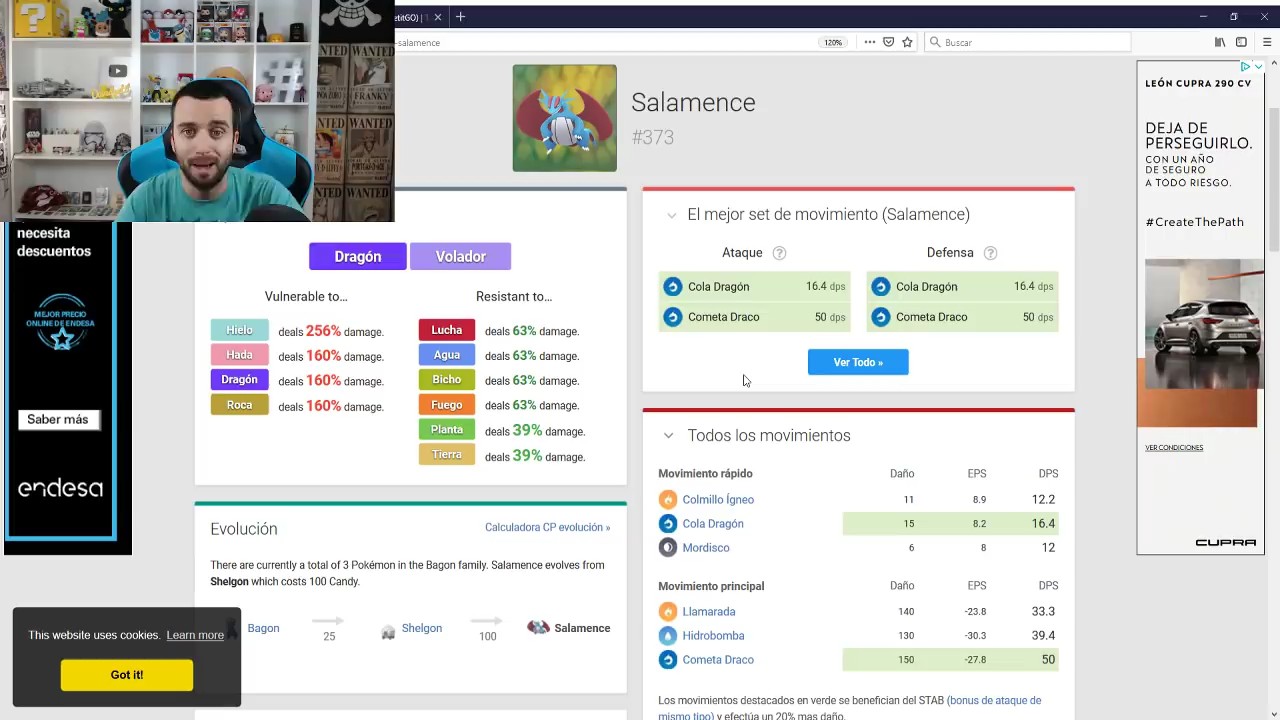 etitGO) | 1
-salamence
120%
Buscar
#
WANTED
WANTED
FRANKY
WANTED
WANTED
WANTED
necesita
descuentos
MEJOR PRECIO
ONLINE DE ENDESA
Saber más
endesa
Salamence
#373
Dragón
Volador
Vulnerable to...
Resistant to...
Hielo deals 256% damage.
Hada deals 160% damage.
Dragón deals 160% damage.
Roca deals 160% damage.
Lucha deals 63% damage.
Agua deals 63% damage.
Bicho deals 63% damage.
Fuego deals 63% damage.
Planta deals 39% damage.
Tierra deals 39% damage.
El mejor set de movimiento (Salamence)
Ataque ?
Defensa ?
Cola Dragón 16.4 dps
Cometa Draco 50 dps
Cola Dragón 16.4 dps
Cometa Draco 50 dps
Ver Todo »
Evolución
Calculadora CP evolución »
There are currently a total of 3 Pokémon in the Bagon family. Salamence evolves from
Shelgon which costs 100 Candy.
Bagon 25 Shelgon 100 Salamence
Todos los movimientos
Movimiento rápido Daño EPS DPS
Colmillo Ígneo 11 8.9 12.2
Cola Dragón 15 8.2 16.4
Mordisco 6 8 12
Movimiento principal Daño EPS DPS
Llamarada 140 -23.8 33.3
Hidrobomba 130 -30.3 39.4
Cometa Draco 150 -27.8 50
Los movimientos destacados en verde se benefician del STAB (bonus de ataque de
mismo tipo) y efectúa un 20% mas daño.
This website uses cookies. Learn more
Got it!
LEÓN CUPRA 290 CV
DEJA DE
PERSEGUIRLO.
CON UN AÑO
DE SEGURO
A TODO RIESGO.
#CreateThePath
VER CONDICIONES
CUPRA